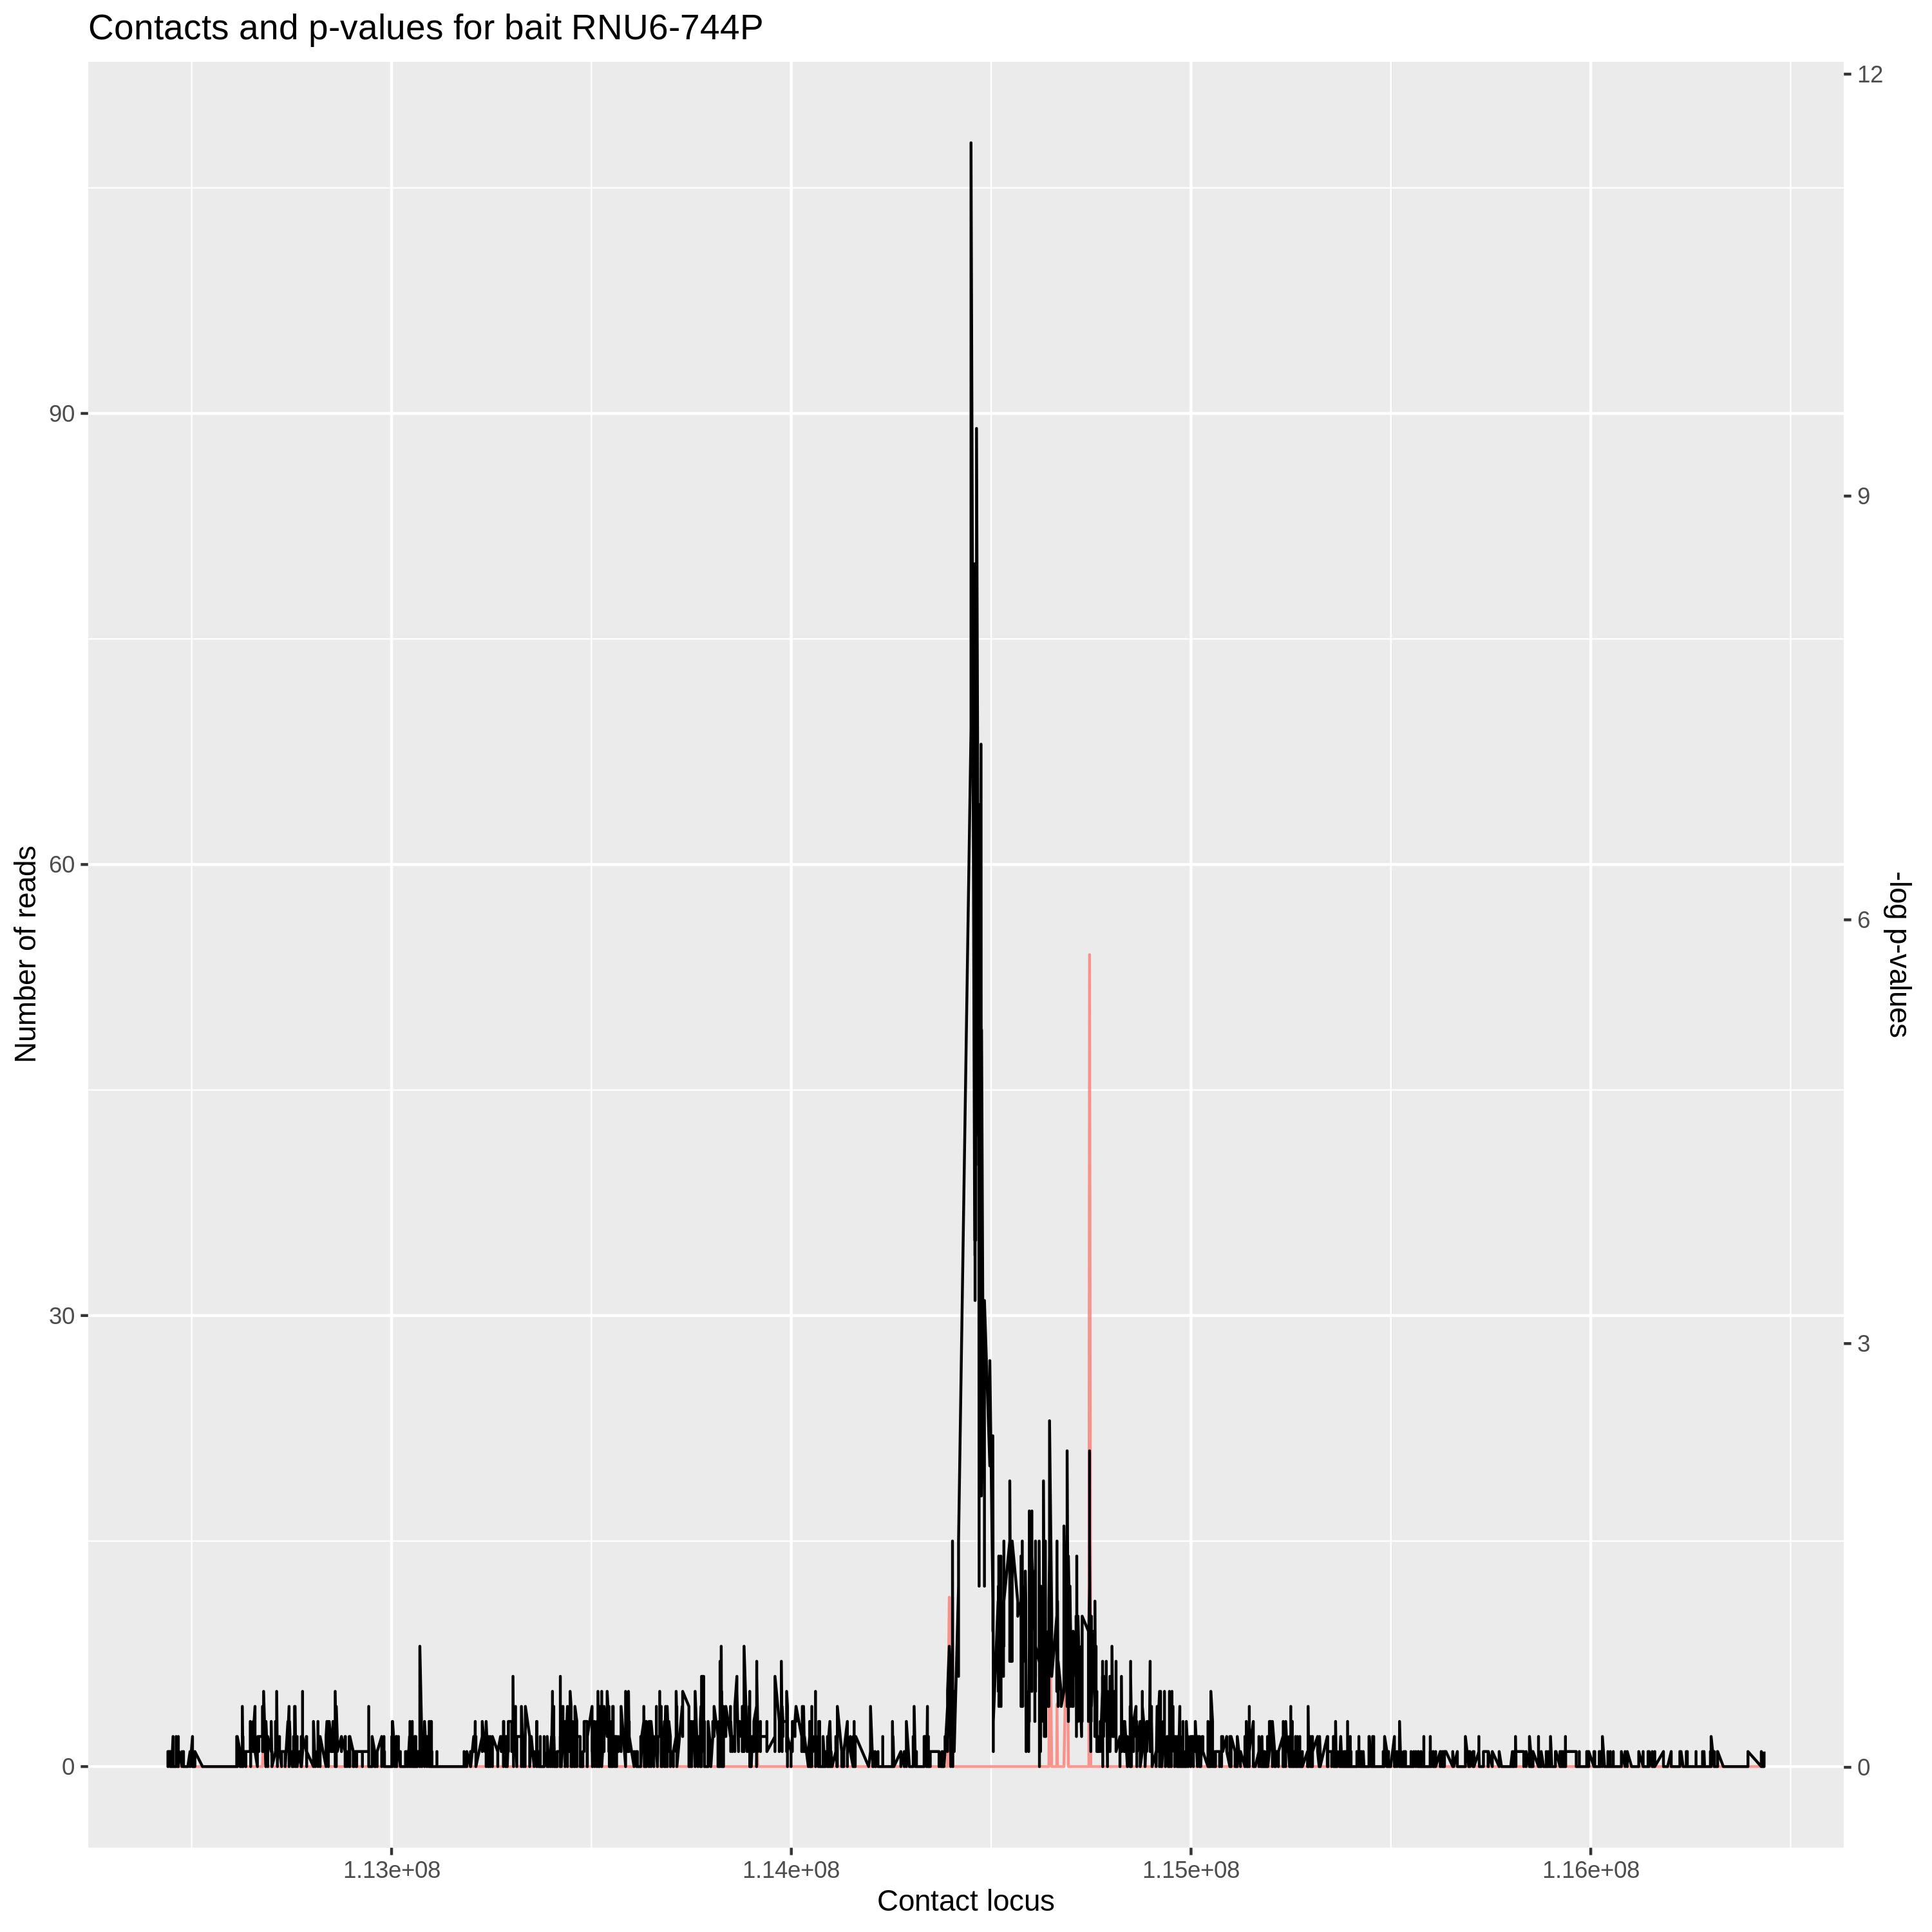 Contacts and p-values for bait RNU6-744P
12
90
9
60
6
Number of reads
-log p-values
30
3
0
0
1.13e+08
1.14e+08
1.15e+08
1.16e+08
Contact locus